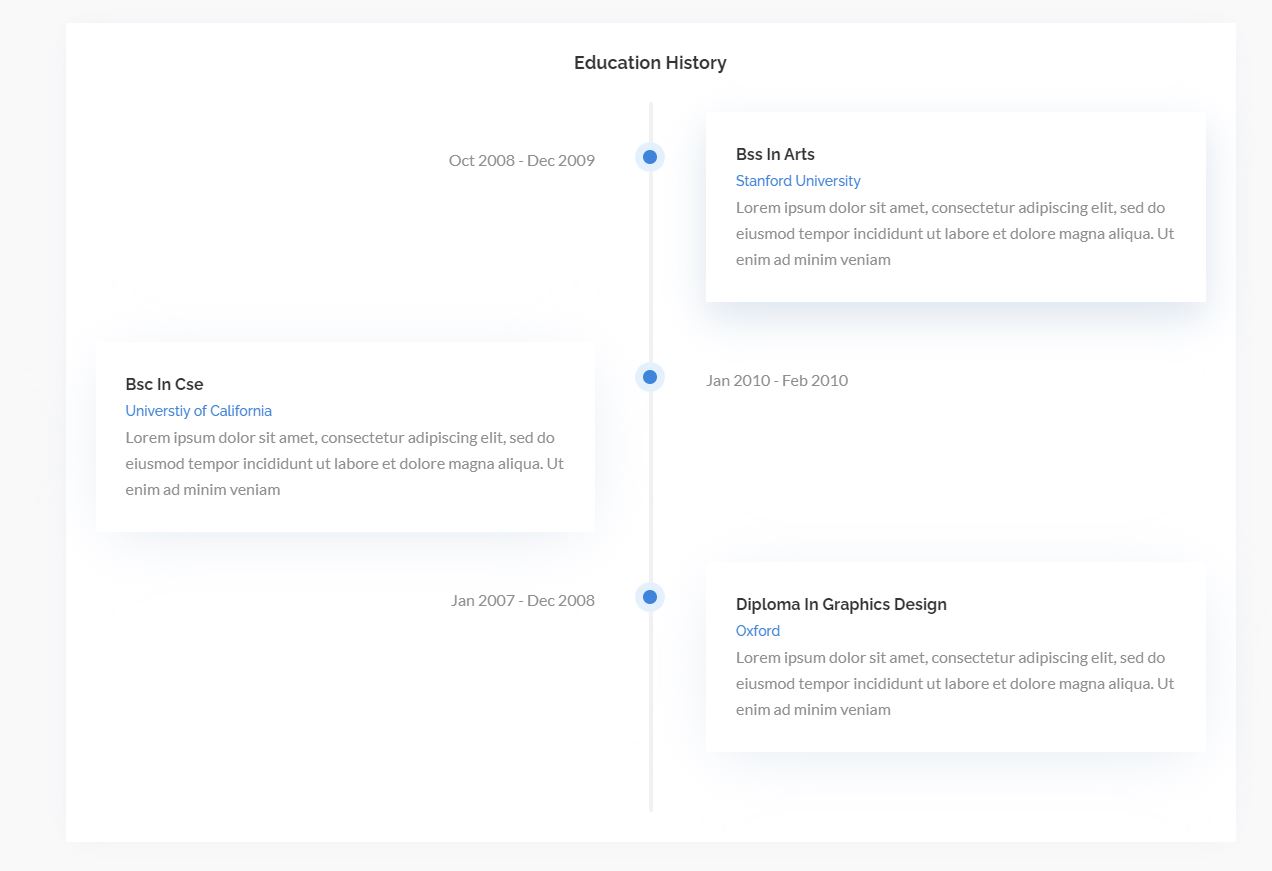 Education History
Oct 2008 - Dec 2009
Bss In Arts
Stanford University
Lorem ipsum dolor sit amet, consectetur adipiscing elit, sed do
eiusmod tempor incididunt ut labore et dolore magna aliqua. Ut
enim ad minim veniam
Bsc In Cse
Universtiy of California
Lorem ipsum dolor sit amet, consectetur adipiscing elit, sed do
eiusmod tempor incididunt ut labore et dolore magna aliqua. Ut
enim ad minim veniam
Jan 2010 - Feb 2010
Jan 2007 - Dec 2008
Diploma In Graphics Design
Oxford
Lorem ipsum dolor sit amet, consectetur adipiscing elit, sed do
eiusmod tempor incididunt ut labore et dolore magna aliqua. Ut
enim ad minim veniam